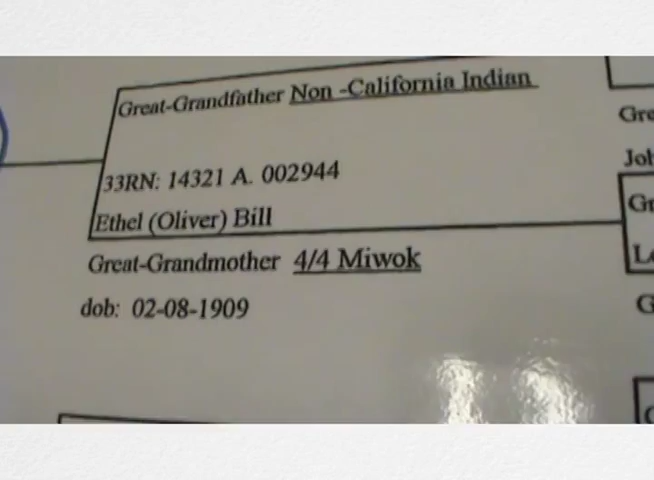 Great-Grandfather Non -California Indian
33RN: 14321 A. 002944
Ethel (Oliver) Bill
Great-Grandmother 4/4 Miwok
dob: 02-08-1909